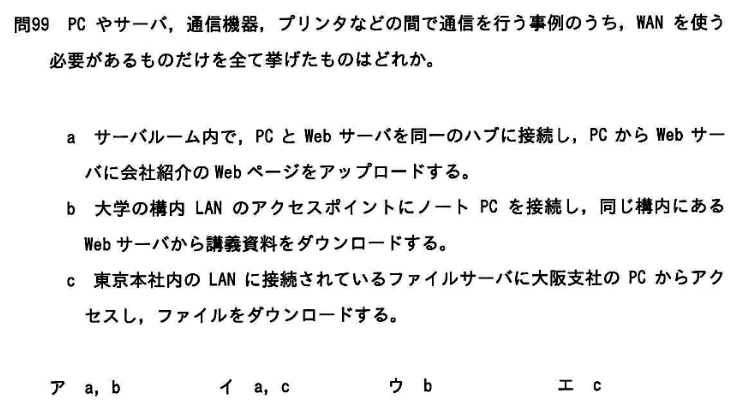 問99 PC やサーバ，通信機器，プリンタなどの間で通信を行う事例のうち，WAN を使う
必要があるものだけを全て挙げたものはどれか。
a サーバルーム内で，PC と Web サーバを同一のハブに接続し，PC から Web サー
バに会社紹介の Web ページをアップロードする。
b 大学の構内 LAN のアクセスポイントにノート PC を接続し，同じ構内にある
Web サーバから講義資料をダウンロードする。
c 東京本社内の LAN に接続されているファイルサーバに大阪支社の PC からアク
セスし，ファイルをダウンロードする。
ア a, b イ a, c ウ b エ c